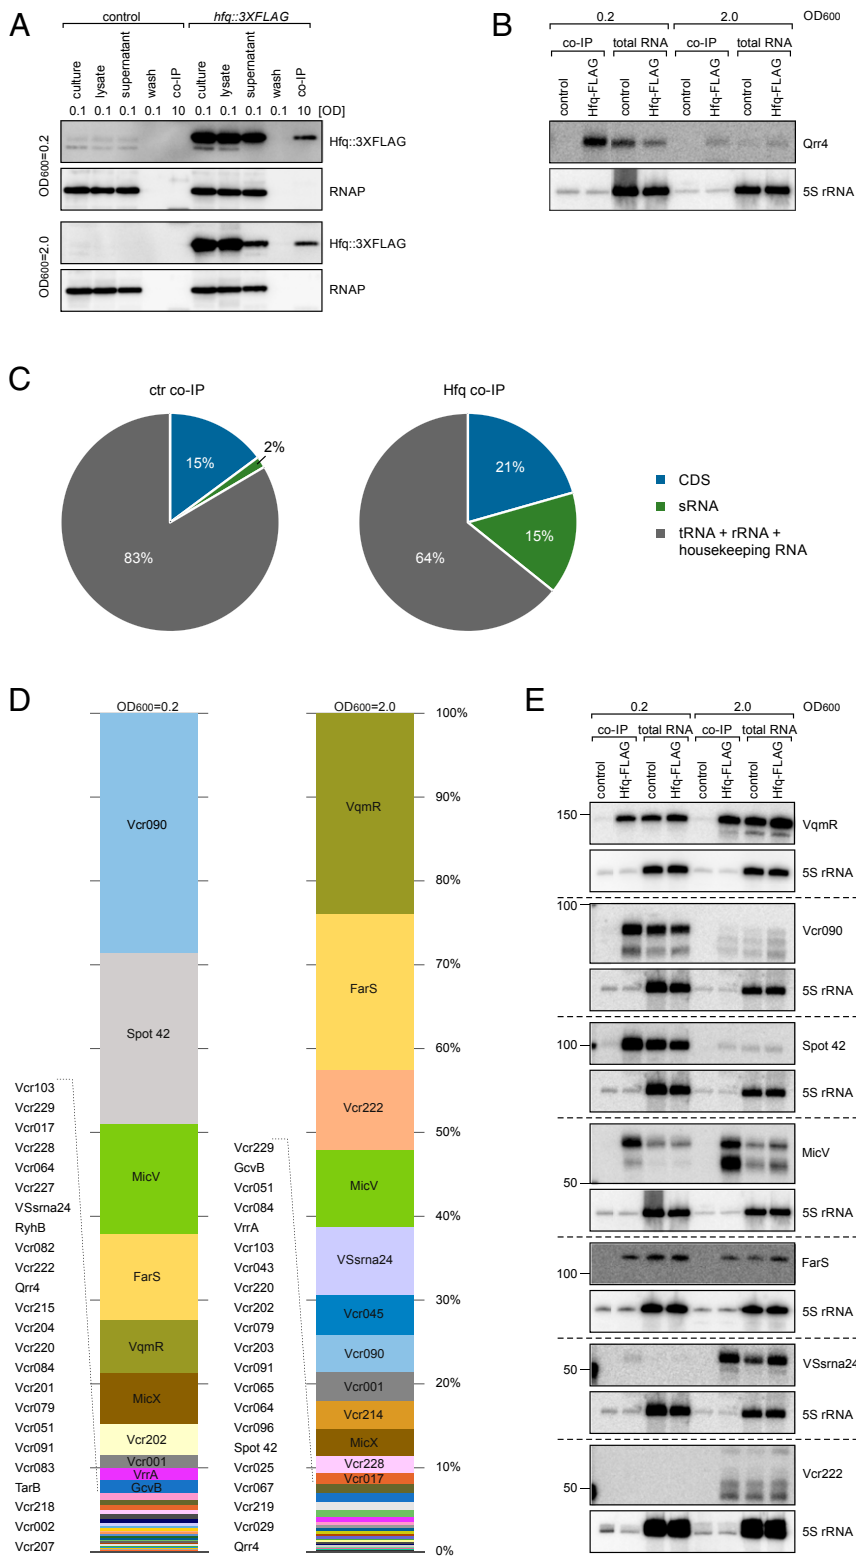 A
control
hfq::3XFLAG
culture
lysate
supernatant
wash
co-IP
culture
lysate
supernatant
wash
co-IP
0.1 0.1 0.1 10 0.1 0.1 0.1 0.1 10 [OD]
OD600=0.2
Hfq::3XFLAG
RNAP
OD600=2.0
Hfq::3XFLAG
RNAP
B
0.2 2.0 OD600
co-IP total RNA co-IP total RNA
control
Hfq-FLAG
control
Hfq-FLAG
control
Hfq-FLAG
control
Hfq-FLAG
Qrr4
5S rRNA
C
ctr co-IP
15%
2%
83%
Hfq co-IP
21%
15%
64%
CDS
sRNA
tRNA + rRNA +
housekeeping RNA
D
OD600=0.2
Vcr090
Spot 42
MicV
FarS
VqmR
MicX
Vcr202
Vcr001
VrrA
GcvB
Vcr103
Vcr229
Vcr017
Vcr228
Vcr064
Vcr227
VSsrna24
RyhB
Vcr082
Vcr222
Qrr4
Vcr215
Vcr204
Vcr220
Vcr084
Vcr201
Vcr079
Vcr051
Vcr091
Vcr083
TarB
Vcr218
Vcr002
Vcr207
OD600=2.0
VqmR
FarS
Vcr222
MicV
VSsrna24
Vcr045
Vcr090
Vcr001
Vcr214
MicX
Vcr228
Vcr017
Vcr229
GcvB
Vcr051
Vcr084
VrrA
Vcr103
Vcr043
Vcr220
Vcr202
Vcr079
Vcr203
Vcr091
Vcr065
Vcr064
Vcr096
Spot 42
Vcr025
Vcr067
Vcr219
Vcr029
Qrr4
100%
90%
80%
70%
60%
50%
40%
30%
20%
10%
0%
E
0.2 2.0 OD600
co-IP total RNA co-IP total RNA
control
Hfq-FLAG
control
Hfq-FLAG
control
Hfq-FLAG
control
Hfq-FLAG
150
VqmR
5S rRNA
100
Vcr090
5S rRNA
100
Spot 42
5S rRNA
MicV
50
5S rRNA
FarS
100
5S rRNA
VSsrna24
50
5S rRNA
Vcr222
50
5S rRNA